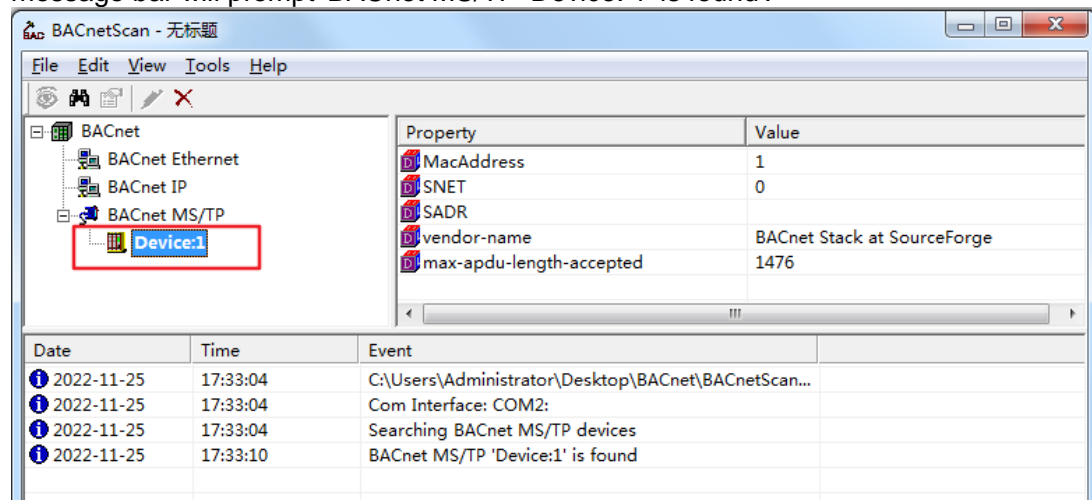 message bar will prompt 'BACnet MS/TP 'Device: 1' is found'.
BACnetScan - 无标题
File Edit View Tools Help
BACnet
BACnet Ethernet
BACnet IP
BACnet MS/TP
Device:1
Property Value
MacAddress 1
SNET 0
SADR
vendor-name BACnet Stack at SourceForge
max-apdu-length-accepted 1476
Date Time Event
2022-11-25 17:33:04 C:\Users\Administrator\Desktop\BACnet\BACnetScan...
2022-11-25 17:33:04 Com Interface: COM2:
2022-11-25 17:33:04 Searching BACnet MS/TP devices
2022-11-25 17:33:10 BACnet MS/TP 'Device:1' is found